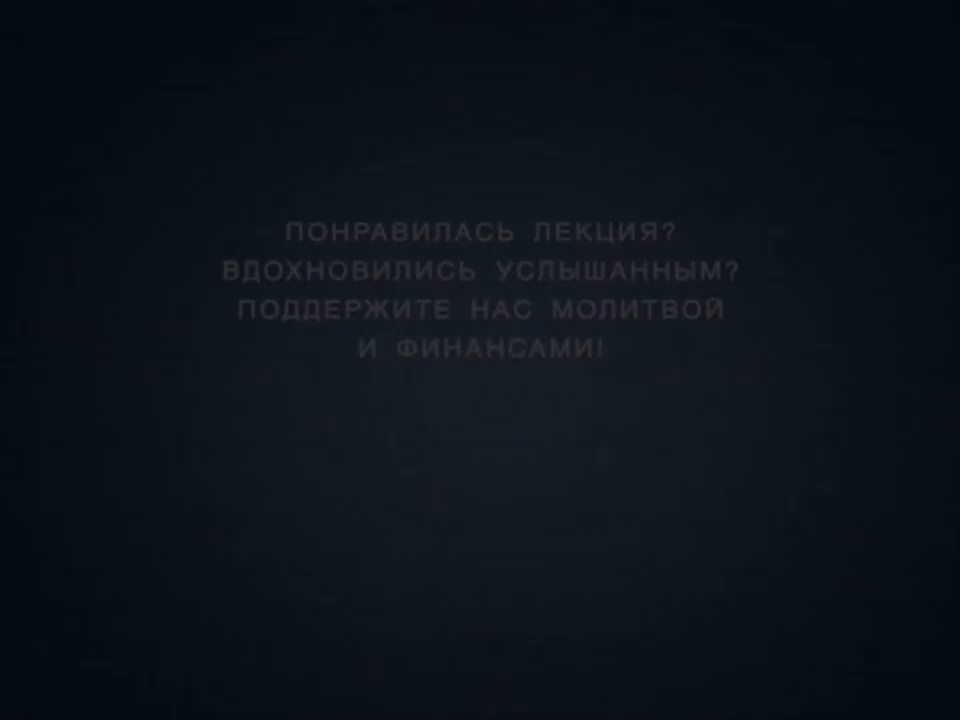 ПОНРАВИЛАСЬ ЛЕКЦИЯ?
ВДОХНОВИЛИСЬ УСЛЫШАННЫМ?
ПОДДЕРЖИТЕ НАС МОЛИТВОЙ
И ФИНАНСАМИ!